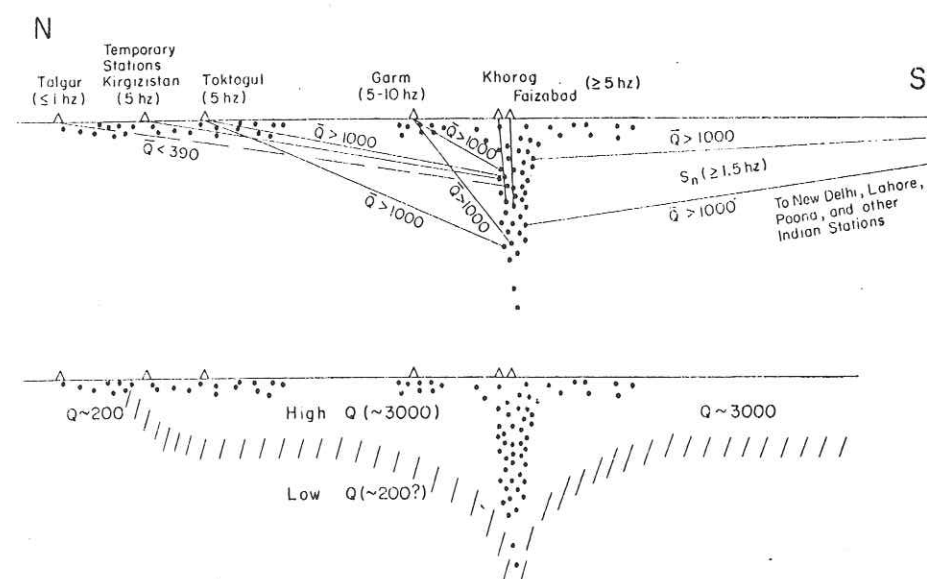 N
S
Temporary
Stations
Talgar
Kirgizistan
Toktogul
Garm
Khorog
Faizabad
(≥5 hz)
(≤1 hz)
(5 hz)
(5 hz)
(5-10 hz)
Q̄<390
Q̄>1000
Q̄>1000
Q̄>1000
Q̄>1000
Q̄>1000
Sₙ(≥1.5 hz)
Q̄>1000
To New Delhi, Lahore,
Poona, and other
Indian Stations
Q~200
High Q (~3000)
Q~3000
Low Q(~200?)